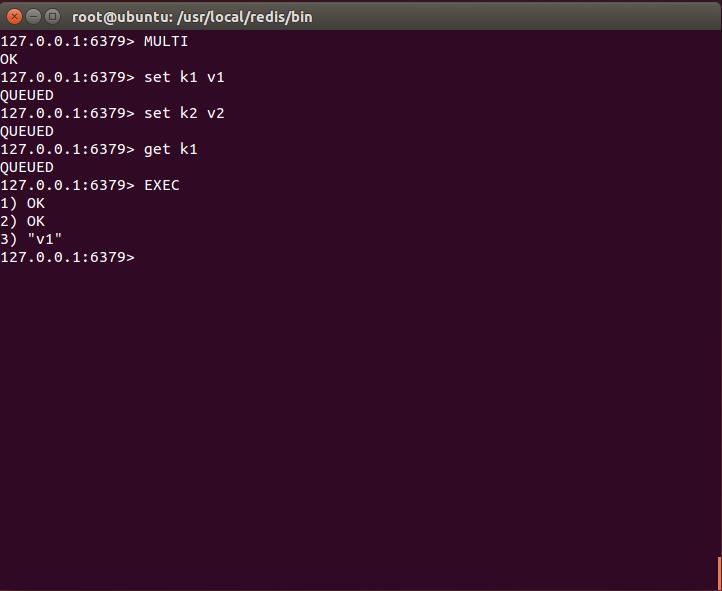 root@ubuntu: /usr/local/redis/bin
127.0.0.1:6379> MULTI
OK
127.0.0.1:6379> set k1 v1
QUEUED
127.0.0.1:6379> set k2 v2
QUEUED
127.0.0.1:6379> get k1
QUEUED
127.0.0.1:6379> EXEC
1) OK
2) OK
3) "v1"
127.0.0.1:6379>